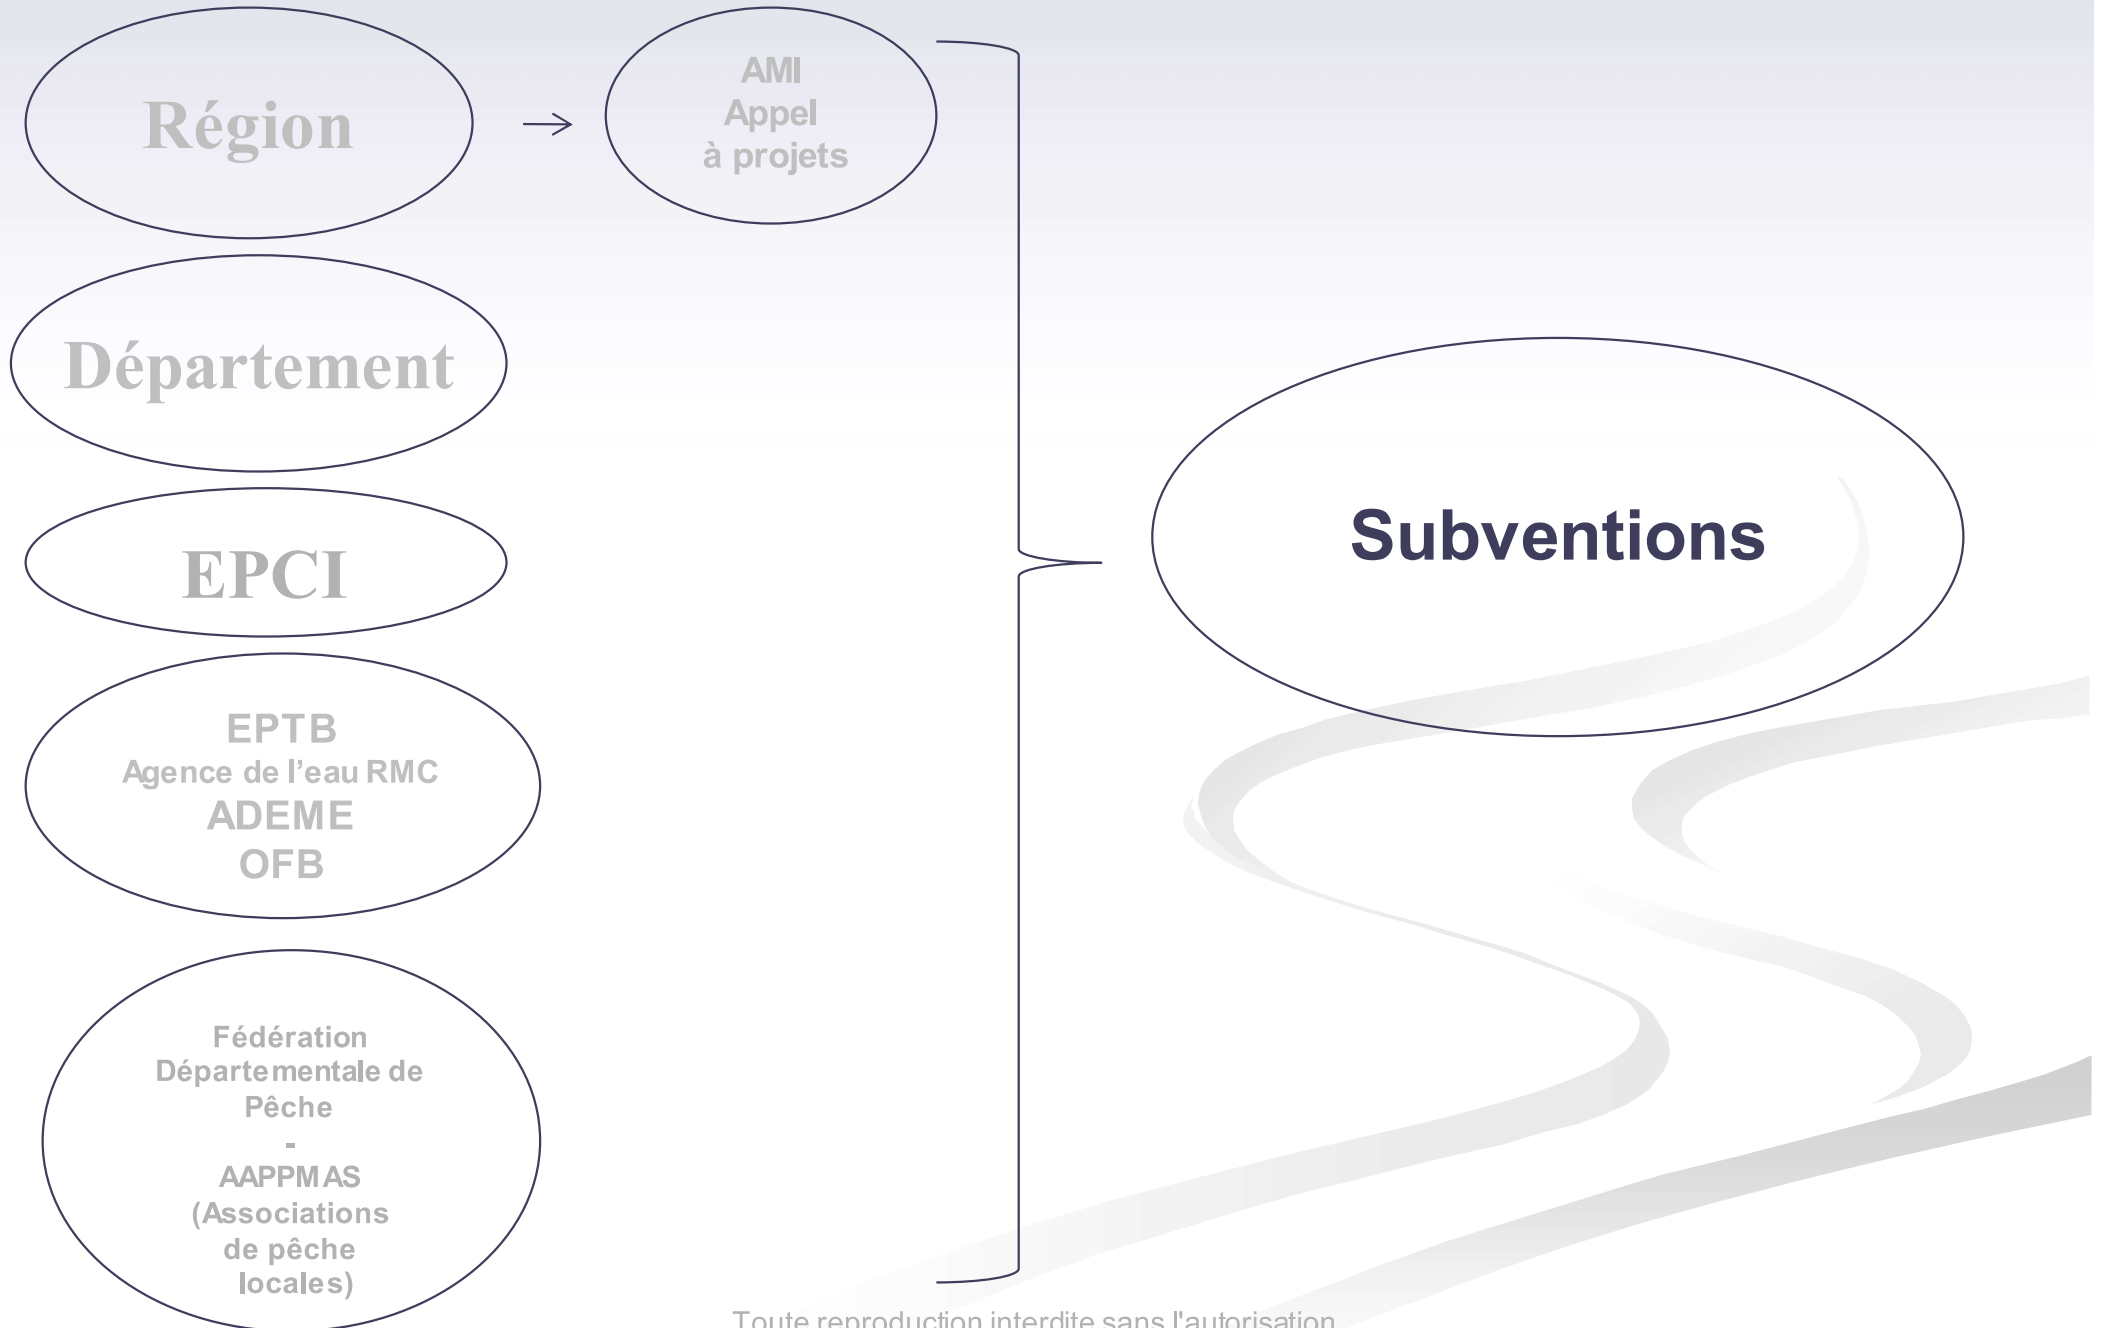 Région
AMI
Appel
à projets
Département
EPCI
Subventions
EPTB
Agence de l’eau RMC
ADEME
OFB
Fédération
Départementale de
Pêche
-
AAPPMAS
(Associations
de pêche
locales)
Toute reproduction interdite sans l'autorisation